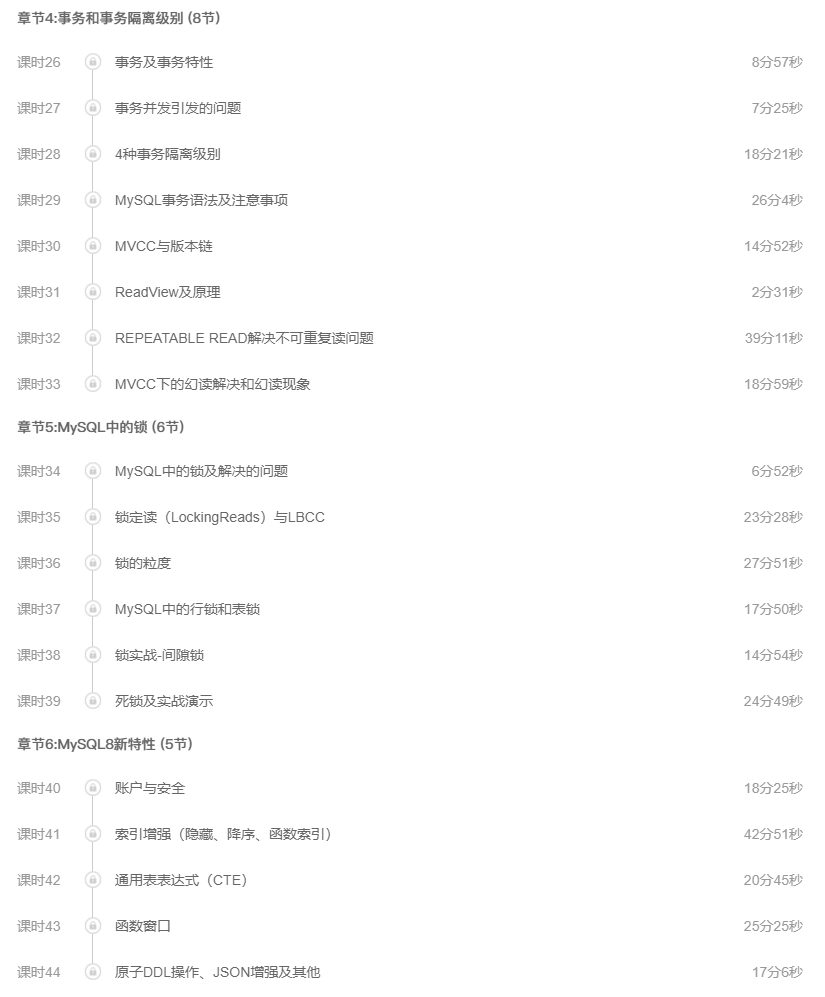 章节4:事务和事务隔离级别 (8节)
课时26 事务及事务特性 8分57秒
课时27 事务并发引发的问题 7分25秒
课时28 4种事务隔离级别 18分21秒
课时29 MySQL事务语法及注意事项 26分4秒
课时30 MVCC与版本链 14分52秒
课时31 ReadView及原理 2分31秒
课时32 REPEATABLE READ解决不可重复读问题 39分11秒
课时33 MVCC下的幻读解决和幻读现象 18分59秒
章节5:MySQL中的锁 (6节)
课时34 MySQL中的锁及解决的问题 6分52秒
课时35 锁定读（LockingReads）与LBCC 23分28秒
课时36 锁的粒度 27分51秒
课时37 MySQL中的行锁和表锁 17分50秒
课时38 锁实战-间隙锁 14分54秒
课时39 死锁及实战演示 24分49秒
章节6:MySQL8新特性 (5节)
课时40 账户与安全 18分25秒
课时41 索引增强（隐藏、降序、函数索引） 42分51秒
课时42 通用表表达式（CTE） 20分45秒
课时43 函数窗口 25分25秒
课时44 原子DDL操作、JSON增强及其他 17分6秒